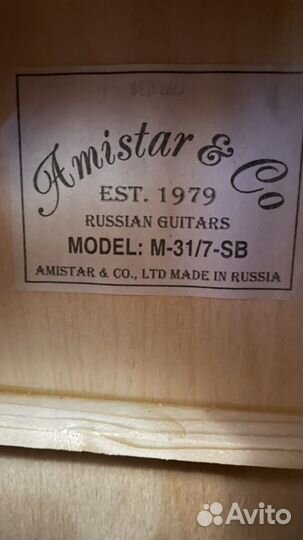 Amistar & Co
EST. 1979
RUSSIAN GUITARS
MODEL: M-31/7-SB
AMISTAR & CO., LTD MADE IN RUSSIA
Avito